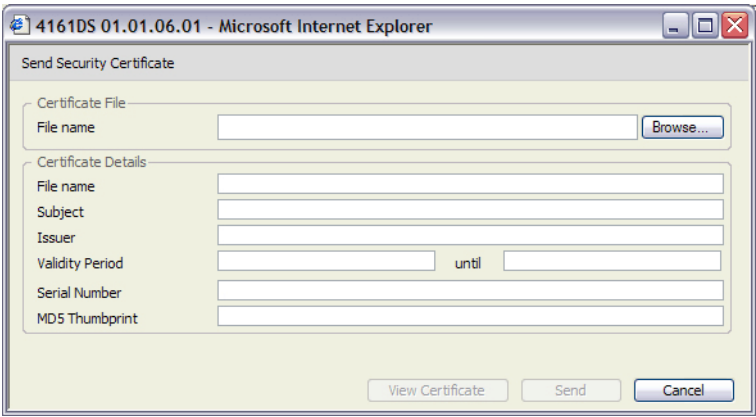 4161DS 01.01.06.01 - Microsoft Internet Explorer
Send Security Certificate
Certificate File
File name
Browse...
Certificate Details
File name
Subject
Issuer
Validity Period until
Serial Number
MD5 Thumbprint
View Certificate Send Cancel